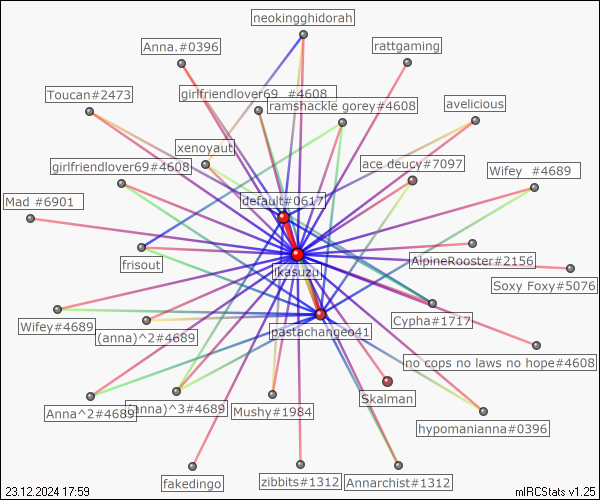 neokingghidorah
Anna.#0396
rattgaming
Toucan#2473
girlfriendlover69__#4608
ramshackle gorey#4608
avelicious
xenoyaut
girlfriendlover69#4608
ace deucy#7097
Wifey_#4689
Mad #6901
default#0617
frisout
ikasuzu
AlpineRooster#2156
Soxy Foxy#5076
Wifey#4689
(anna)^2#4689
pastachangeo41
Cypha#1717
no cops no laws no hope#4608
Anna^2#4689
(anna)^3#4689
Mushy#1984
Skalman
hypomanianna#0396
fakedingo
zibbits#1312
Annarchist#1312
23.12.2024 17:59
mIRCStats v1.25